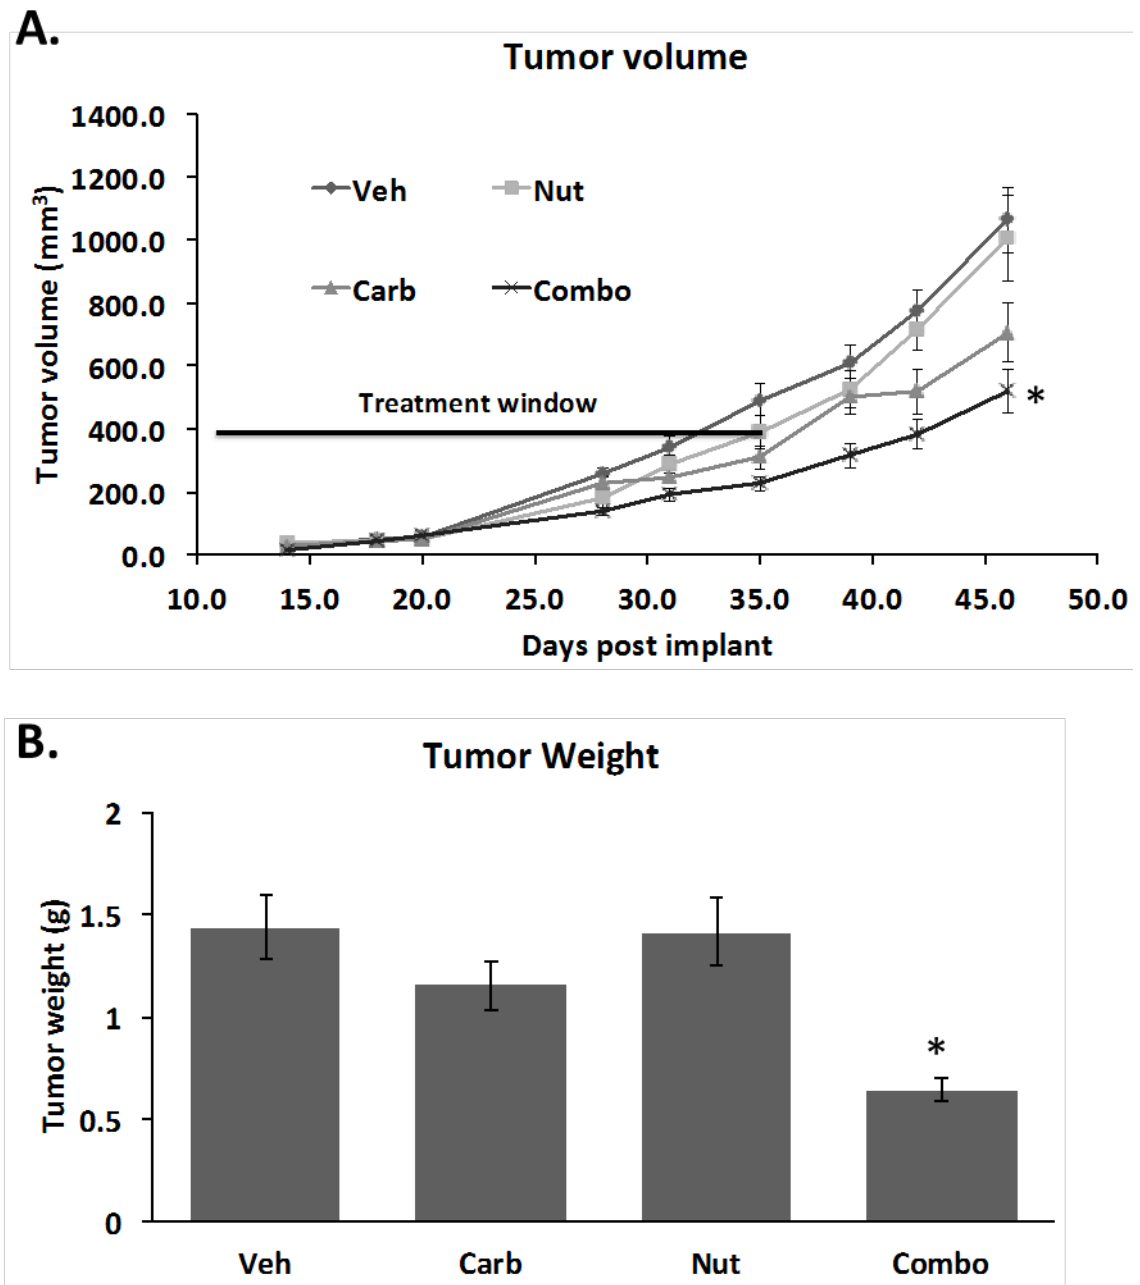 A.
Tumor volume
1400.0
1200.0
1000.0
800.0
600.0
400.0
200.0
0.0
Tumor volume (mm³)
Veh
Nut
Carb
Combo
Treatment window
*
10.0 15.0 20.0 25.0 30.0 35.0 40.0 45.0 50.0
Days post implant
B.
Tumor Weight
2
1.5
1
0.5
0
Tumor weight (g)
*
Veh Carb Nut Combo